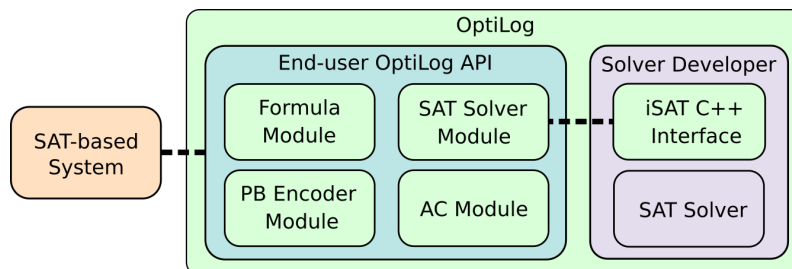 OptiLog
End-user OptiLog API
Solver Developer
Formula
Module
SAT Solver
Module
iSAT C++
Interface
SAT-based
System
PB Encoder
Module
AC Module
SAT Solver